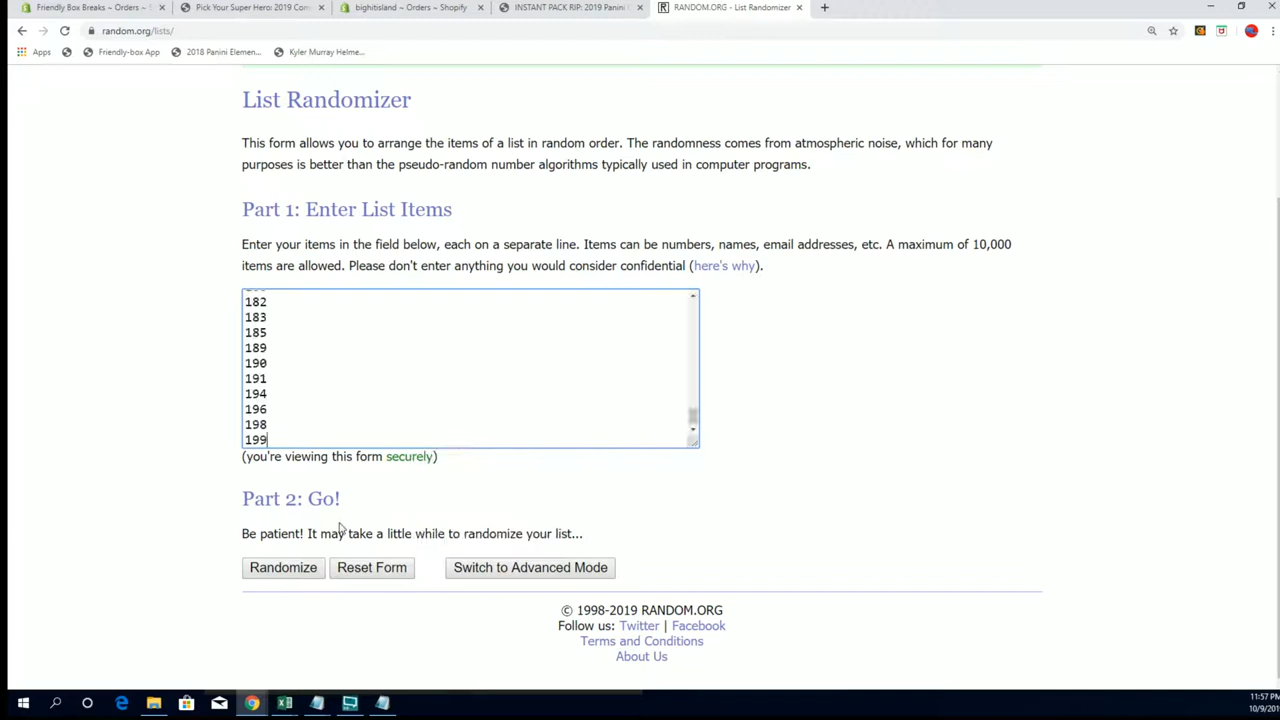 Friendly Box Breaks ~ Orders ~ S
Pick Your Super Hero: 2019 Com
bighitisland ~ Orders ~ Shopify
INSTANT PACK RIP: 2019 Panini
RANDOM.ORG - List Randomizer
random.org/lists/
Apps
Friendly-box App
2018 Panini Elemen...
Kyler Murray Helme...
List Randomizer
This form allows you to arrange the items of a list in random order. The randomness comes from atmospheric noise, which for many
purposes is better than the pseudo-random number algorithms typically used in computer programs.
Part 1: Enter List Items
Enter your items in the field below, each on a separate line. Items can be numbers, names, email addresses, etc. A maximum of 10,000
items are allowed. Please don't enter anything you would consider confidential (here's why).
182
183
185
189
190
191
194
196
198
199
(you're viewing this form securely)
Part 2: Go!
Be patient! It may take a little while to randomize your list...
Randomize
Reset Form
Switch to Advanced Mode
© 1998-2019 RANDOM.ORG
Follow us: Twitter | Facebook
Terms and Conditions
About Us
11:57 PM
10/9/201